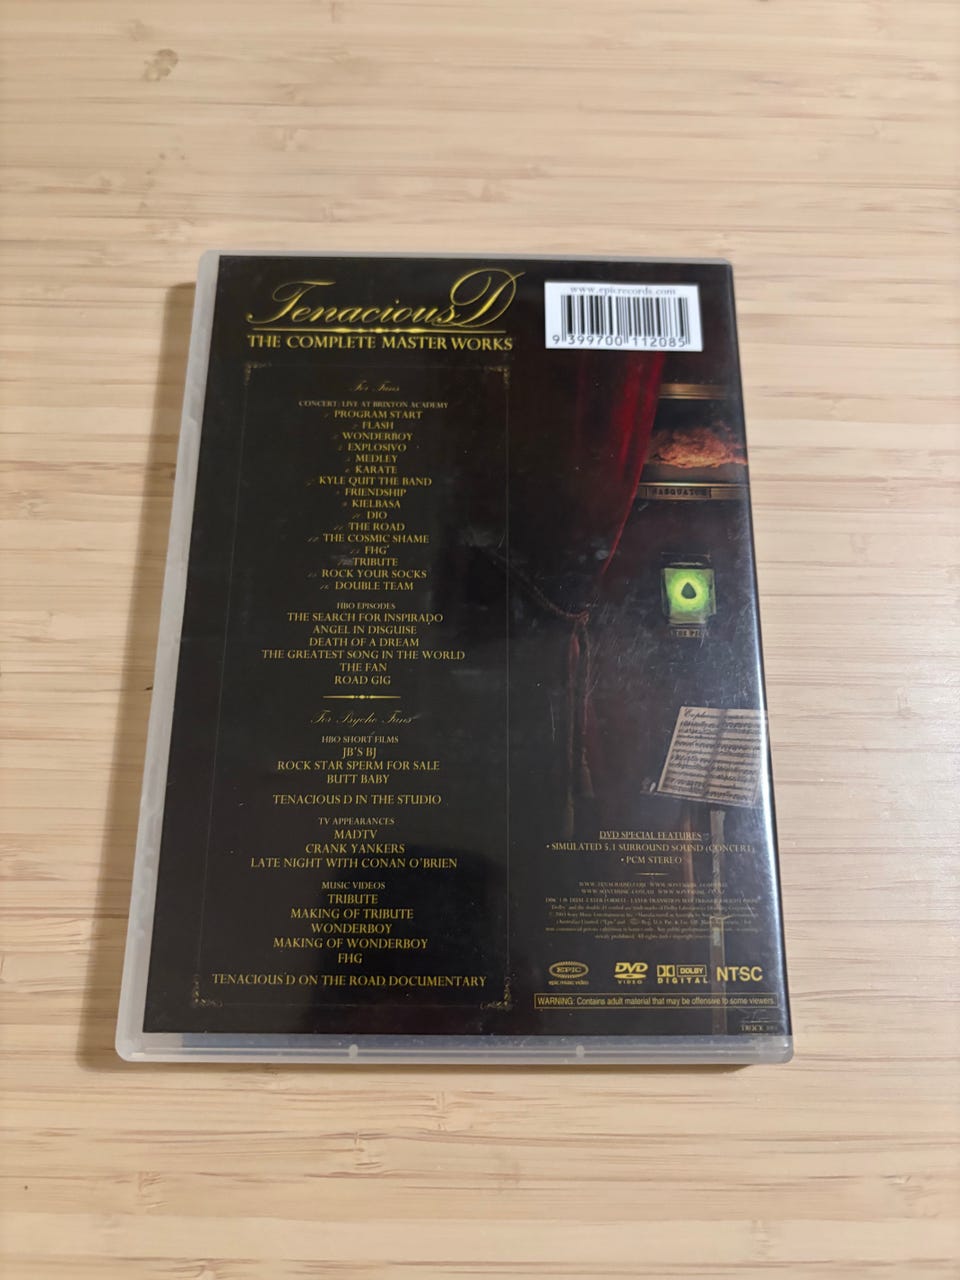 Tenacious D
THE COMPLETE MASTER WORKS
www.epicrecords.com
9 399700 112085
For Fans
CONCERT: LIVE AT BRIXTON ACADEMY
PROGRAM START
FLASH
WONDERBOY
EXPLOSIVO
MEDLEY
KARATE
KYLE QUIT THE BAND
FRIENDSHIP
KIELBASA
DIO
THE ROAD
THE COSMIC SHAME
FHG
TRIBUTE
ROCK YOUR SOCKS
DOUBLE TEAM
HBO EPISODES
THE SEARCH FOR INSPIRADO
ANGEL IN DISGUISE
DEATH OF A DREAM
THE GREATEST SONG IN THE WORLD
THE FAN
ROAD GIG
For Psycho Fans
HBO SHORT FILMS
JB'S BJ
ROCK STAR SPERM FOR SALE
BUTT BABY
TENACIOUS D IN THE STUDIO
TV APPEARANCES
MADTV
CRANK YANKERS
LATE NIGHT WITH CONAN O'BRIEN
MUSIC VIDEOS
TRIBUTE
MAKING OF TRIBUTE
WONDERBOY
MAKING OF WONDERBOY
FHG
TENACIOUS D ON THE ROAD DOCUMENTARY
SASQUATCH
DVD SPECIAL FEATURES
• SIMULATED 5.1 SURROUND SOUND (CONCERT)
• PCM STEREO
EPIC
epic music video
DVD
VIDEO
DOLBY
DIGITAL
NTSC
WARNING: Contains adult material that may be offensive to some viewers.